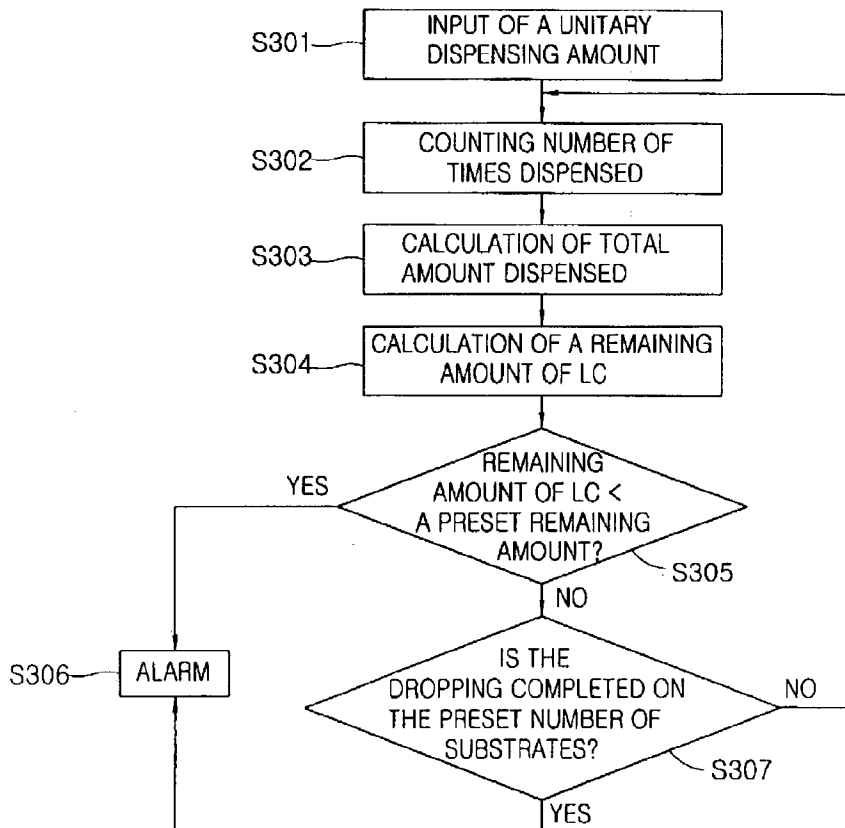 S301
INPUT OF A UNITARY
DISPENSING AMOUNT
S302
COUNTING NUMBER OF
TIMES DISPENSED
S303
CALCULATION OF TOTAL
AMOUNT DISPENSED
S304
CALCULATION OF A REMAINING
AMOUNT OF LC
YES
REMAINING
AMOUNT OF LC <
A PRESET REMAINING
AMOUNT?
S305
NO
S306
ALARM
IS THE
DROPPING COMPLETED ON
THE PRESET NUMBER OF
SUBSTRATES?
NO
S307
YES